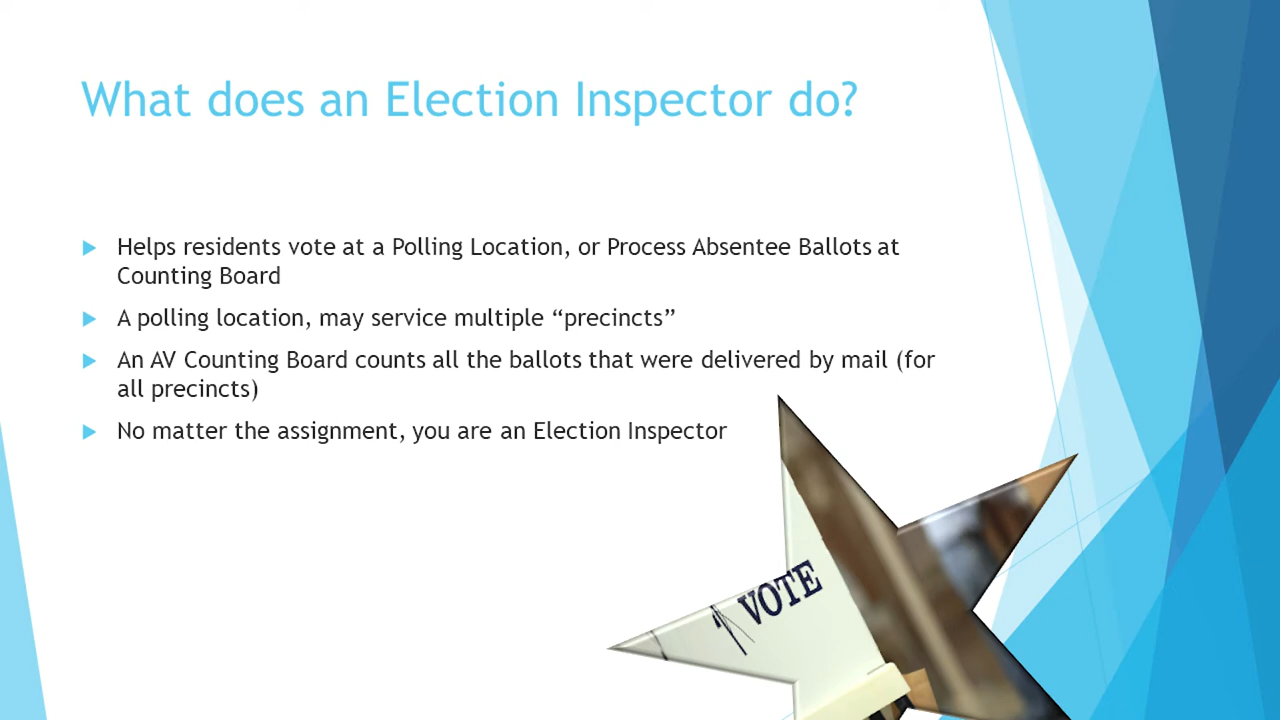 What does an Election Inspector do?
Helps residents vote at a Polling Location, or Process Absentee Ballots at
Counting Board
A polling location, may service multiple “precincts”
An AV Counting Board counts all the ballots that were delivered by mail (for
all precincts)
No matter the assignment, you are an Election Inspector
VOTE